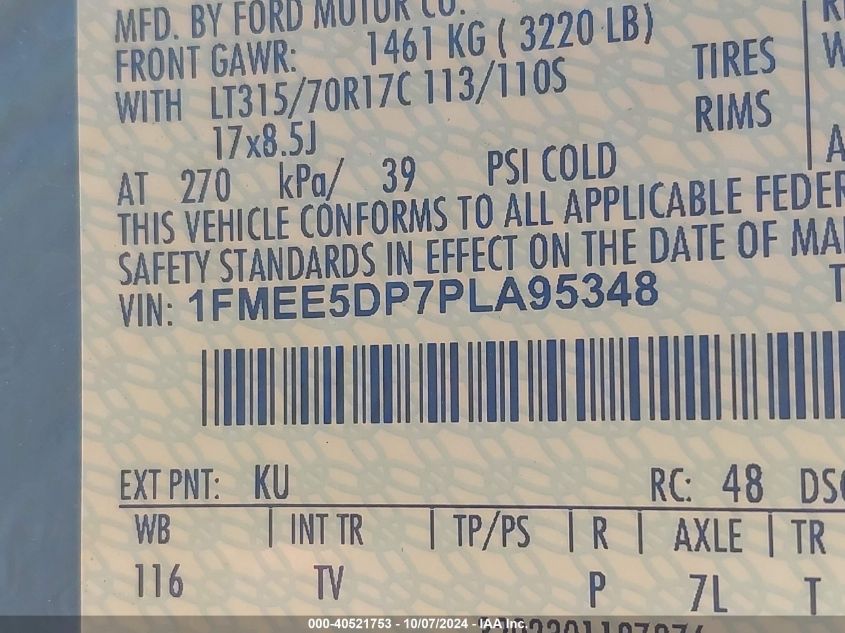 MFD. BY FORD MOTOR CO.
FRONT GAWR: 1461 KG ( 3220 LB)
WITH LT315/70R17C 113/110S TIRES
17x8.5J RIMS
AT 270 kPa/ 39 PSI COLD
THIS VEHICLE CONFORMS TO ALL APPLICABLE FEDER
SAFETY STANDARDS IN EFFECT ON THE DATE OF MA
VIN: 1FMEE5DP7PLA95348
EXT PNT: KU RC: 48 DS
WB | INT TR | TP/PS | R | AXLE | TR
116 TV P 7L T
000-40521753 - 10/07/2024 - IAA Inc.